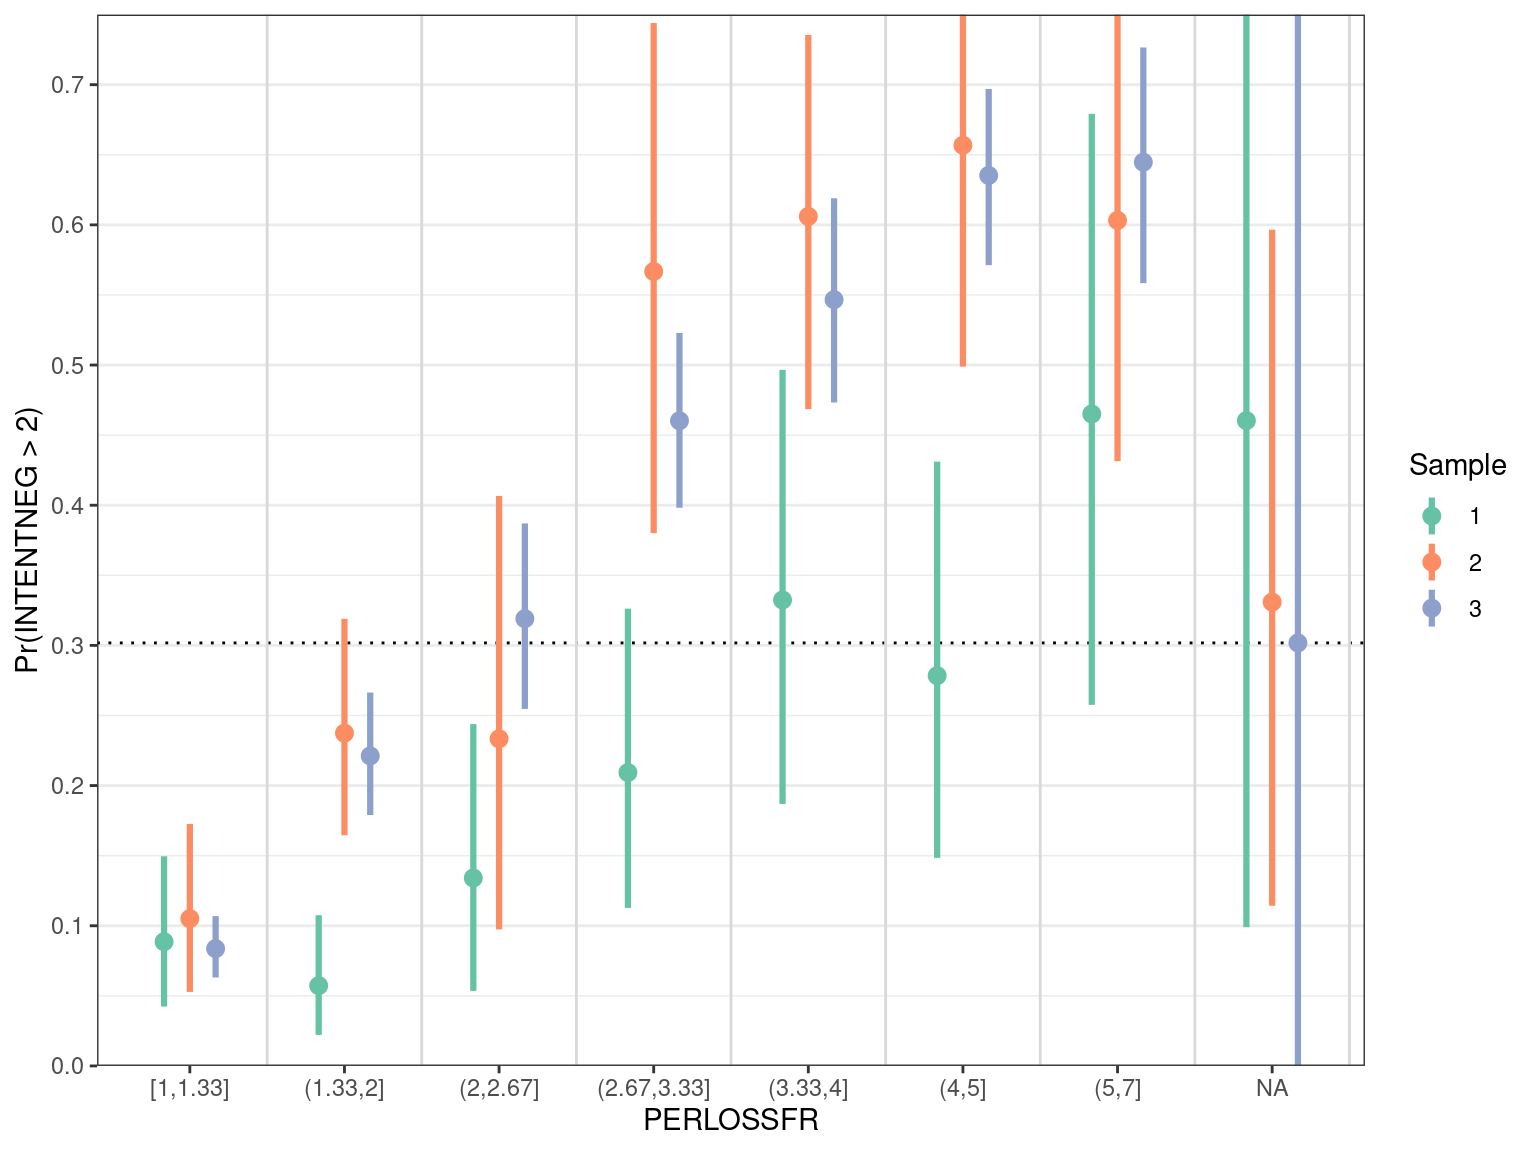 0.7
0.6
0.5
0.4
0.3
0.2
0.1
0.0
Pr(INTENTNEG > 2)
[1,1.33] (1.33,2] (2,2.67] (2.67,3.33] (3.33,4] (4,5] (5,7] NA
PERLOSSFR
Sample
1
2
3